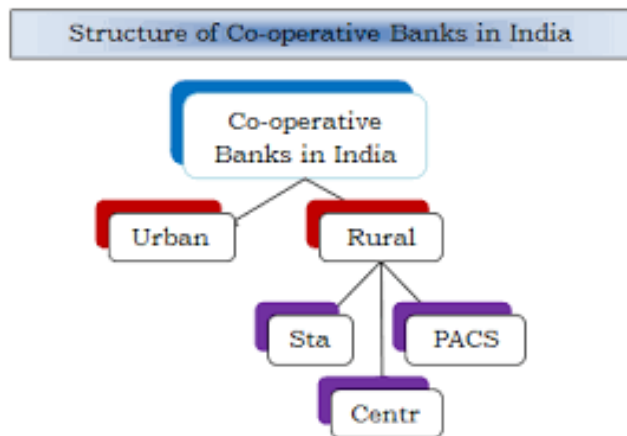 Structure of Co-operative Banks in India
Co-operative
Banks in India
Urban
Rural
Sta
PACS
Centr